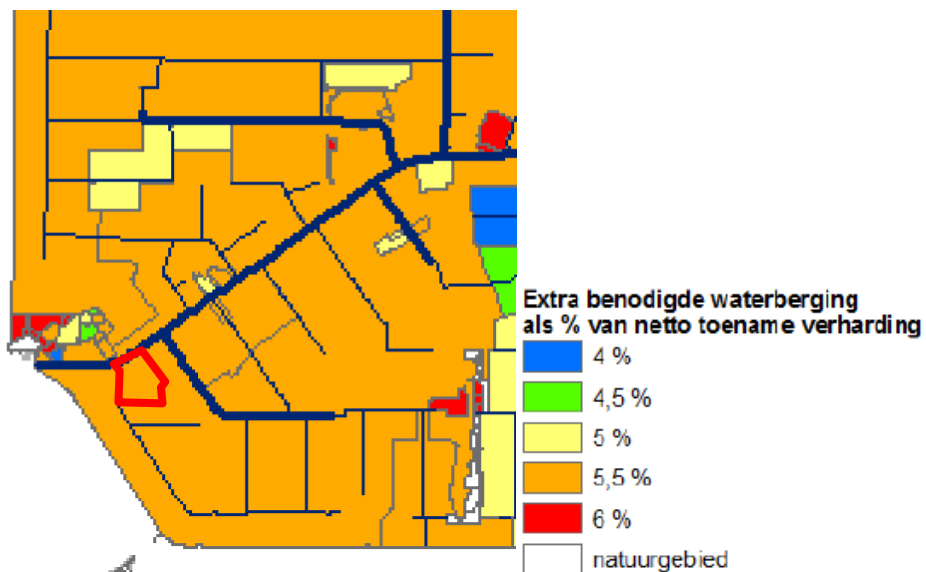 Extra benodigde waterberging
als % van netto toename verharding
4 %
4,5 %
5 %
5,5 %
6 %
natuurgebied